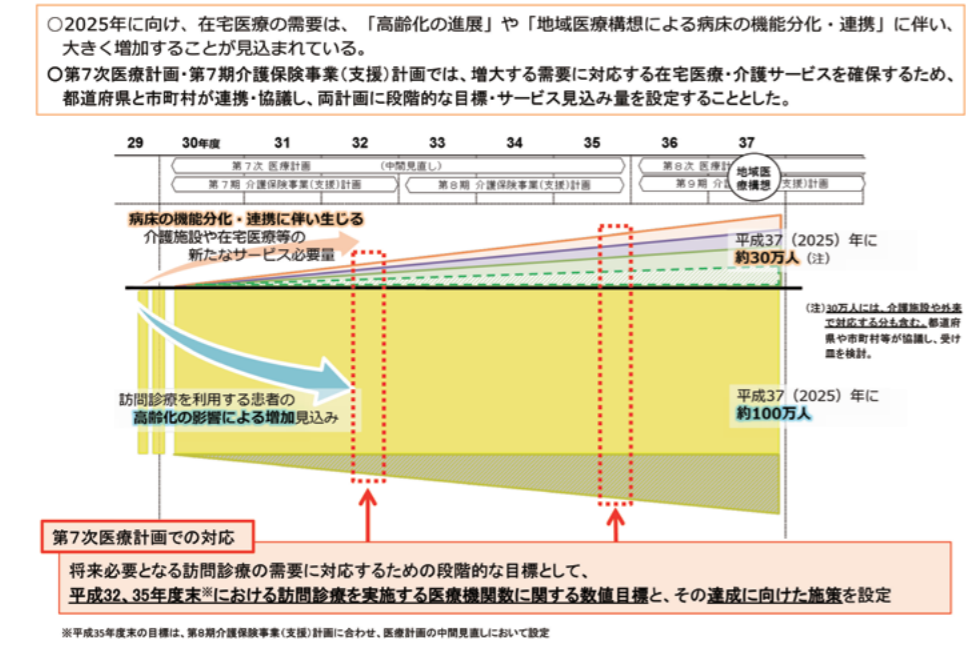 ○2025年に向け、在宅医療の需要は、「高齢化の進展」や「地域医療構想による病床の機能分化・連携」に伴い、
大きく増加することが見込まれている。
○第7次医療計画・第7期介護保険事業(支援)計画では、増大する需要に対応する在宅医療・介護サービスを確保するため、
都道府県と市町村が連携・協議し、両計画に段階的な目標・サービス見込み量を設定することとした。
29 30年度 31 32 33 34 35 36 37
第7次 医療計画 (中間見直し) 第8次 医療計
第7期 介護保険事業(支援)計画 第8期 介護保険事業(支援)計画 第9期 介 支援)計画
地域医
療構想
病床の機能分化・連携に伴い生じる
介護施設や在宅医療等の
新たなサービス必要量
平成37(2025)年に
約30万人(注)
(注)30万人には、介護施設や外来
で対応する分も含む。都道府
県や市町村等が協議し、受け
皿を検討。
訪問診療を利用する患者の
高齢化の影響による増加見込み
平成37(2025)年に
約100万人
第7次医療計画での対応
将来必要となる訪問診療の需要に対応するための段階的な目標として、
平成32、35年度末※における訪問診療を実施する医療機関数に関する数値目標と、その達成に向けた施策を設定
※平成35年度末の目標は、第8期介護保険事業(支援)計画に合わせ、医療計画の中間見直しにおいて設定